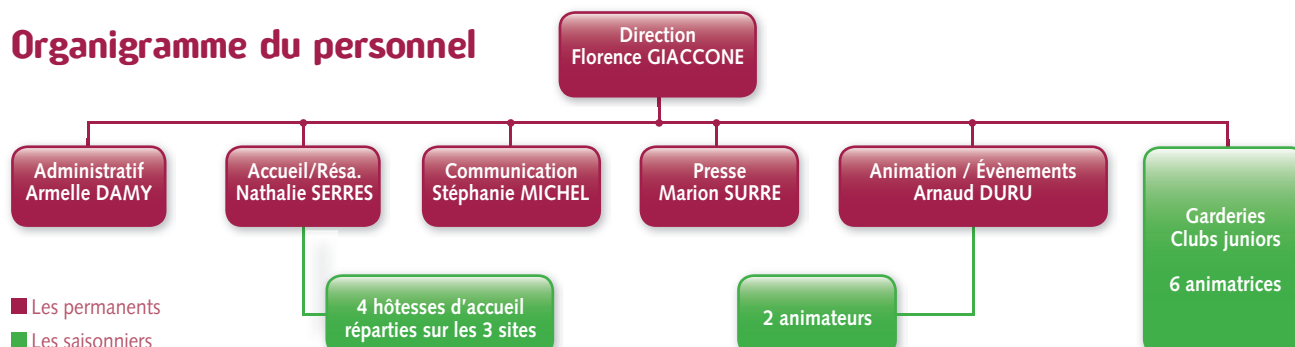 Organigramme du personnel
Direction
Florence GIACCONE
Administratif
Armelle DAMY
Accueil/Résa.
Nathalie SERRES
Communication
Stéphanie MICHEL
Presse
Marion SURRE
Animation / Évènements
Arnaud DURU
Garderies
Clubs juniors
6 animatrices
4 hôtesses d'accueil
réparties sur les 3 sites
2 animateurs
Les permanents
Les saisonniers